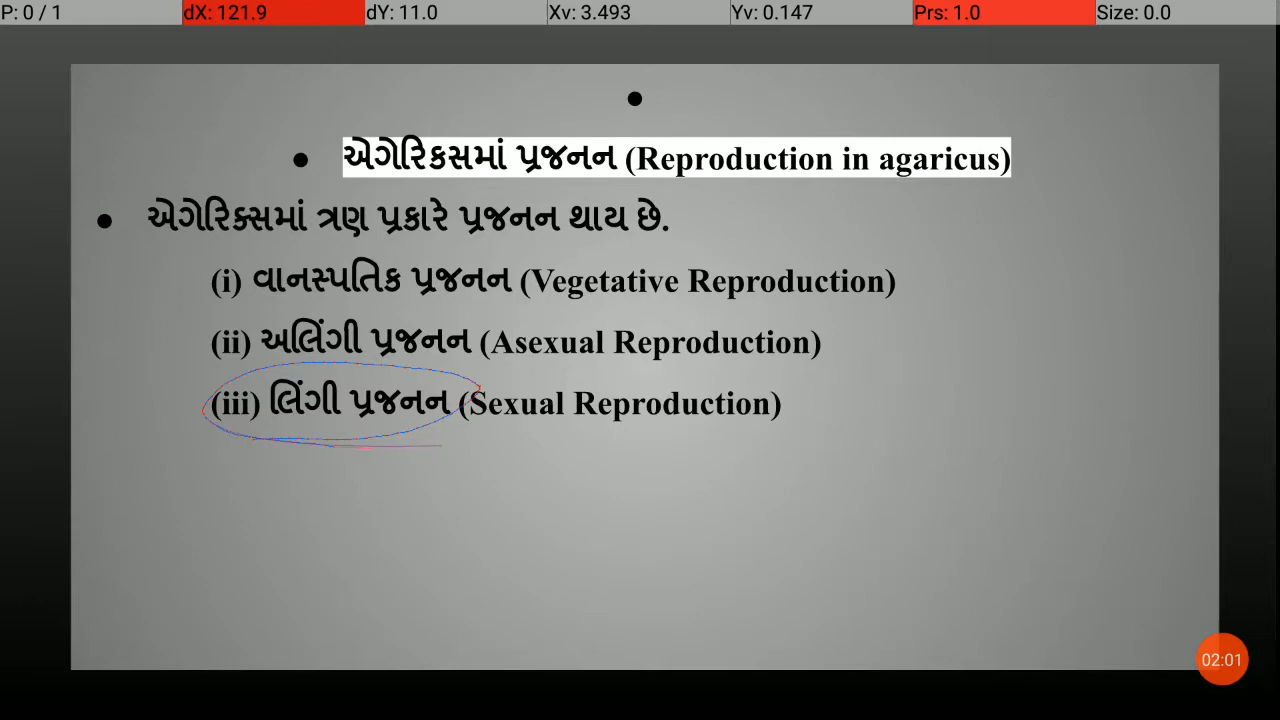 P: 0 / 1 dX: 121.9 dY: 11.0 Xv: 3.493 Yv: 0.147 Prs: 1.0 Size: 0.0
• એગેરિકસમાં પ્રજનન (Reproduction in agaricus)
• એગેરિક્સમાં ત્રણ પ્રકારે પ્રજનન થાય છે.
(i) વાનસ્પતિક પ્રજનન (Vegetative Reproduction)
(ii) અલિંગી પ્રજનન (Asexual Reproduction)
(iii) લિંગી પ્રજનન (Sexual Reproduction)
02:01